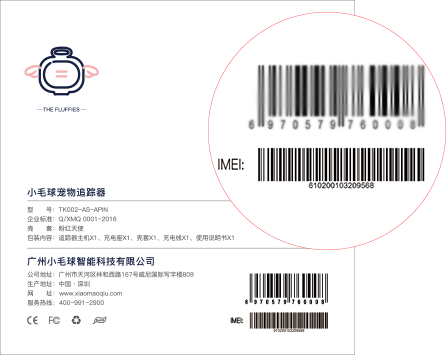 —THE FLUFFIES—
6970579760008
IMEI:
610200103209568
小毛球宠物追踪器
型 号: TK002-AS-APIN
企业标准: Q/XMQ 0001-2016
壳 套: 粉红天使
包装内容: 追踪器主机X1、充电座X1、壳套X1、充电线X1、使用说明书X1
广州小毛球智能科技有限公司
公司地址: 广州市天河区林和西路167号威尼国际写字楼809
生产地址: 中国·深圳
网 址: www.xiaomaoqiu.com
服务热线: 400-991-2900
CE FC
6970579760008
IMEI:
610200103209568